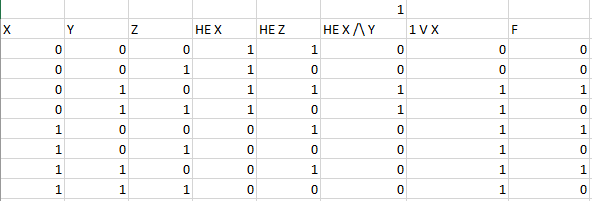 1
X Y Z HE X HE Z HE X /\ Y 1 V X F
0 0 0 1 1 0 0 0
0 0 1 1 0 0 0 0
0 1 0 1 1 1 1 1
0 1 1 1 0 1 1 0
1 0 0 0 1 0 1 1
1 0 1 0 0 0 1 0
1 1 0 0 1 0 1 1
1 1 1 0 0 0 1 0